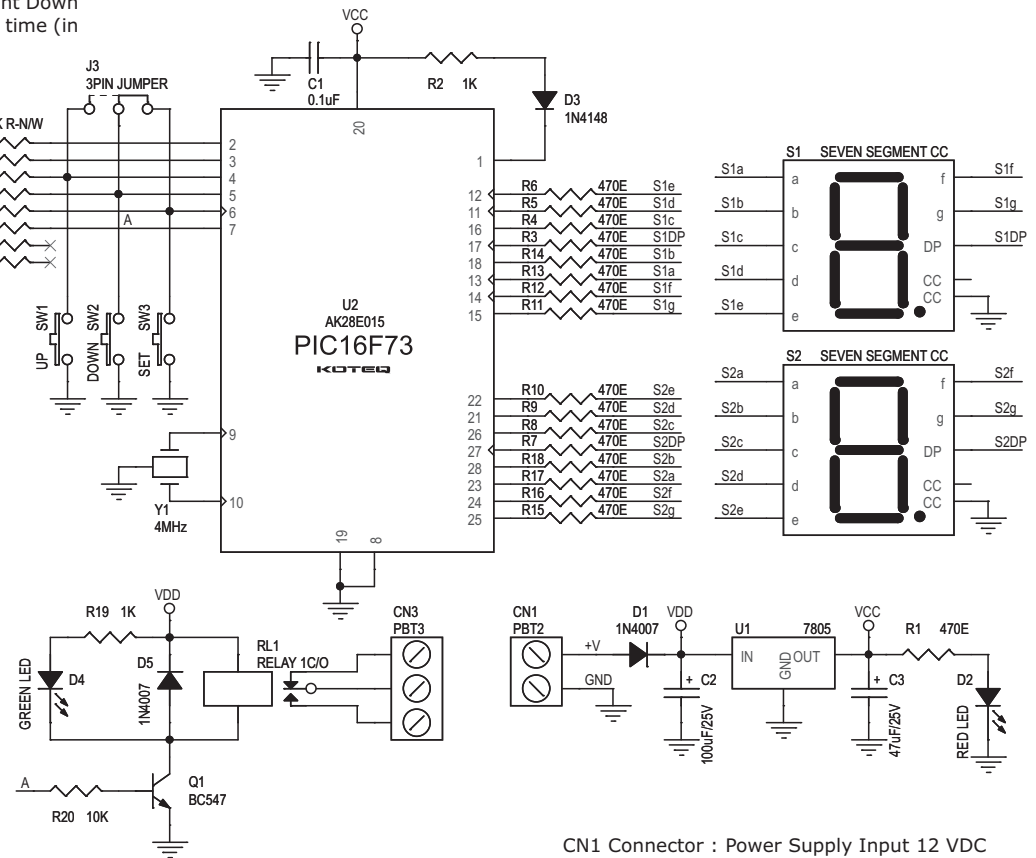 nt Down
time (in
VCC
J3
3PIN JUMPER
C1
0.1uF
R2 1K
D3
1N4148
K R-N/W
20
2
3
4
5
6
7
A
1
12 R6 470E S1e
11 R5 470E S1d
16 R4 470E S1c
17 R3 470E S1DP
18 R14 470E S1b
13 R13 470E S1a
14 R12 470E S1f
15 R11 470E S1g
S1 SEVEN SEGMENT CC
S1a a f S1f
S1b b g S1g
S1c c DP S1DP
S1d d CC
CC
S1e e
U2
AK28E015
PIC16F73
KOTEQ
SW1
UP
SW2
DOWN
SW3
SET
22 R10 470E S2e
21 R9 470E S2d
26 R8 470E S2c
27 R7 470E S2DP
28 R18 470E S2b
23 R17 470E S2a
24 R16 470E S2f
25 R15 470E S2g
S2 SEVEN SEGMENT CC
S2a a f S2f
S2b b g S2g
S2c c DP S2DP
S2d d CC
CC
S2e e
9
10
Y1
4MHz
19
8
VDD
R19 1K
GREEN LED
D4
D5
1N4007
RL1
RELAY 1C/O
CN3
PBT3
A
R20 10K
Q1
BC547
CN1
PBT2
+V
GND
D1
1N4007
VDD
U1 7805
IN
GND
OUT
VCC
R1 470E
+ C2
100uF/25V
+ C3
47uF/25V
D2
RED LED
CN1 Connector : Power Supply Input 12 VDC